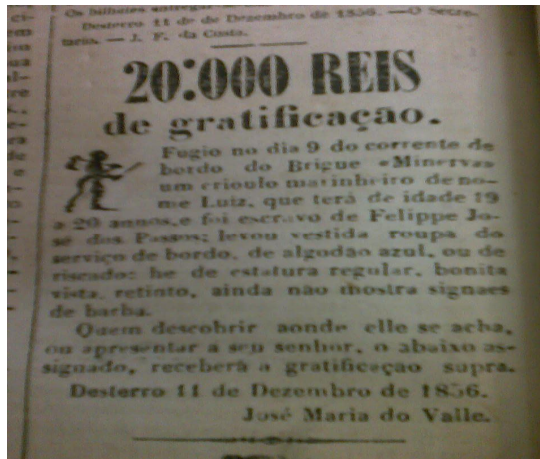 Os bilhetes
Desterro 11 de de Dezembro de 1856. —O Secre-
tario. — J. F. da Costa.
20:000 REIS
de gratificação.
Fugio no dia 9 do corrente de
bordo do Brigue «Minerva»
um crioulo marinheiro de no-
me Luiz, que terá de idade 19
a 20 annos, e foi escravo de Felippe Jo-
sé dos Passos; levou vestida roupa do
serviço de bordo, de algodão azul, ou de
riscado: he de estatura regular, bonita
vista, retinto, ainda não mostra signaes
de barba.
Quem descobrir aonde elle se acha,
ou apresentar a seu senhor, o abaixo as-
signado, receberá a gratificação supra.
Desterro 11 de Dezembro de 1856.
José Maria do Valle.